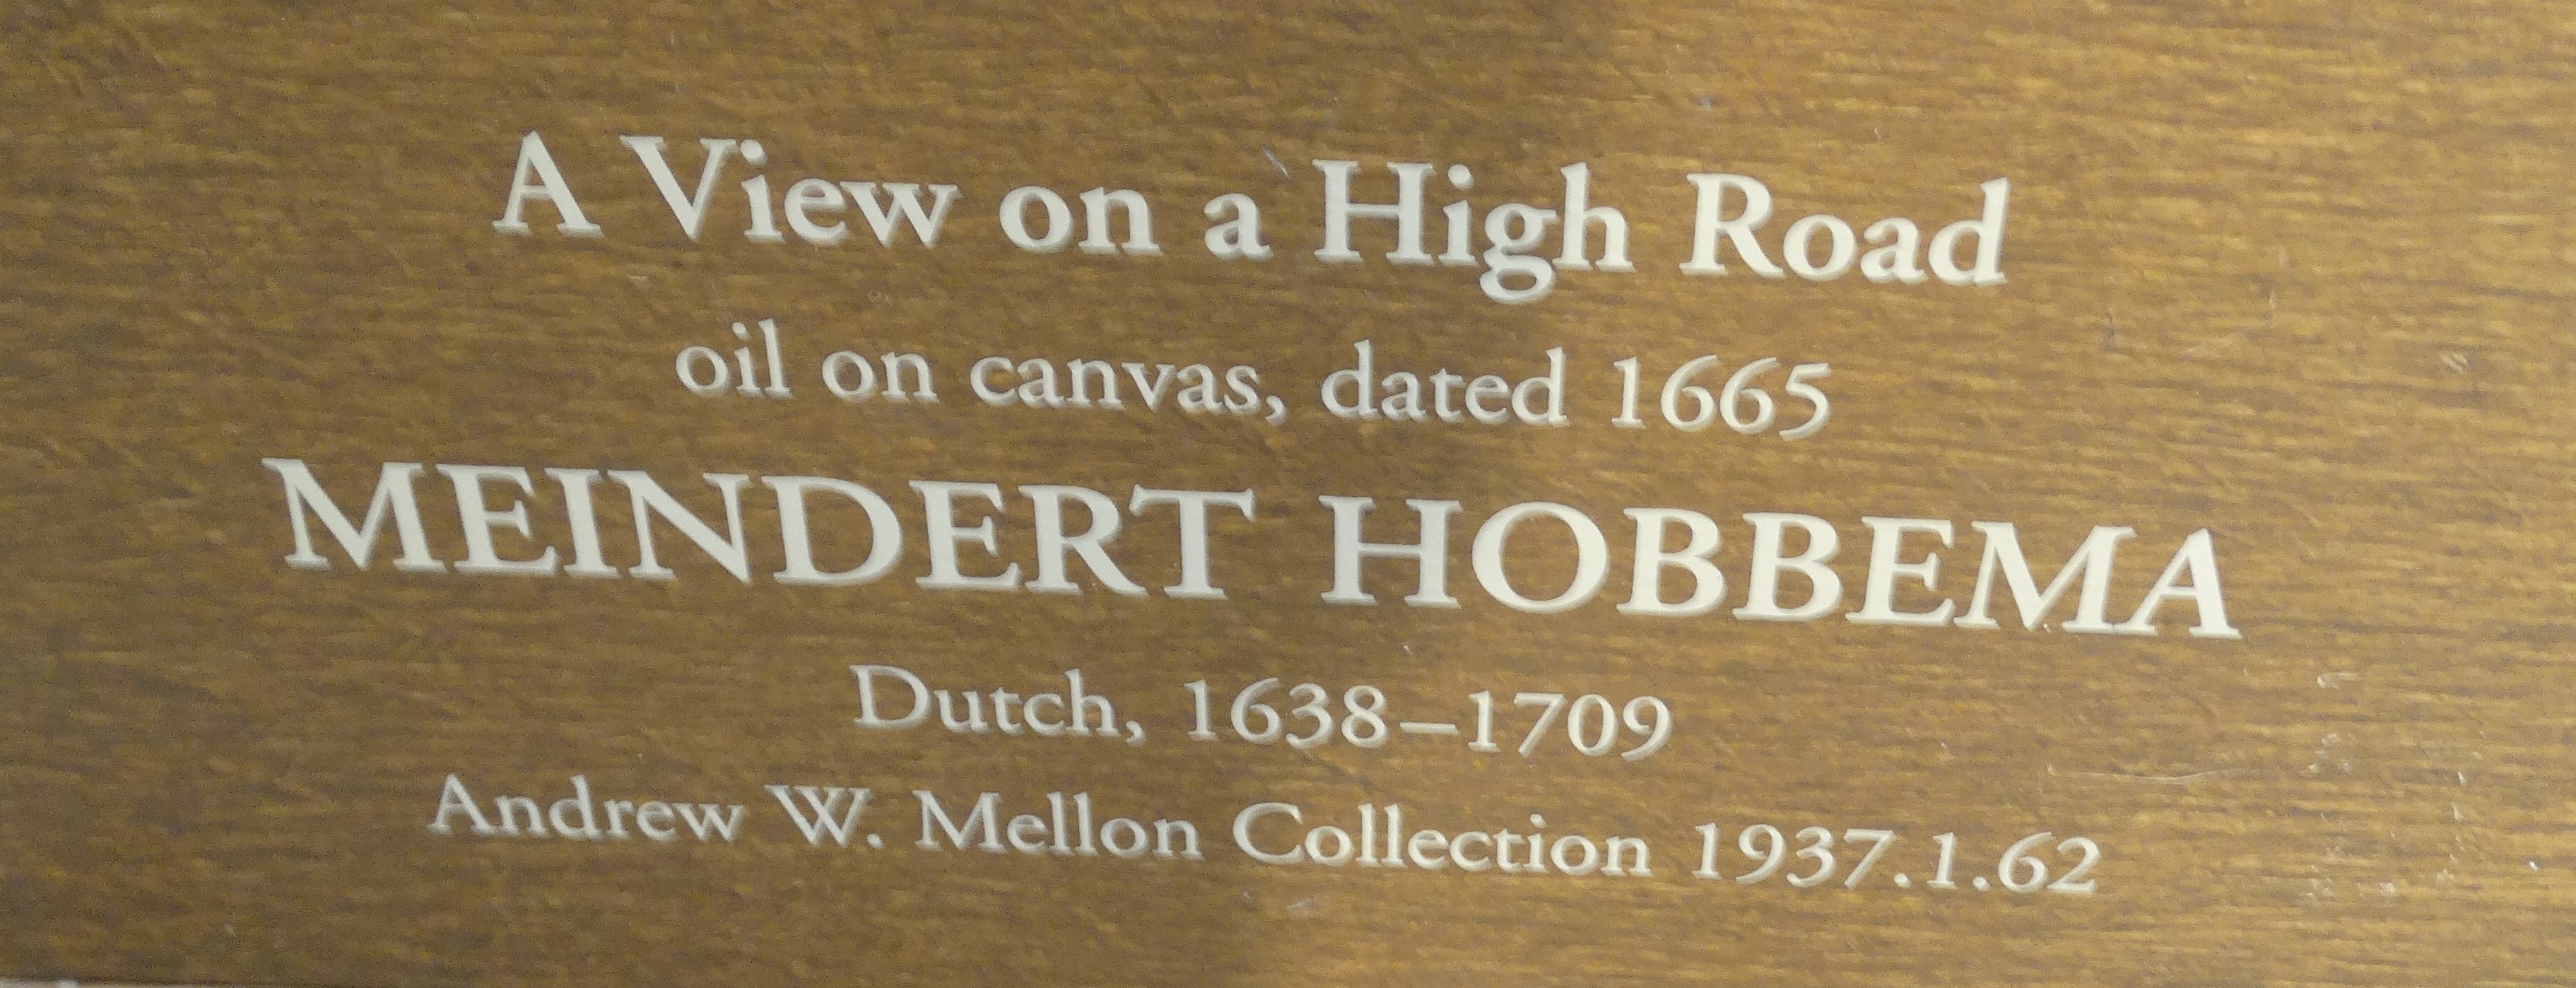 A View on a High Road
oil on canvas, dated 1665
MEINDERT HOBBEMA
Dutch, 1638–1709
Andrew W. Mellon Collection 1937.1.62